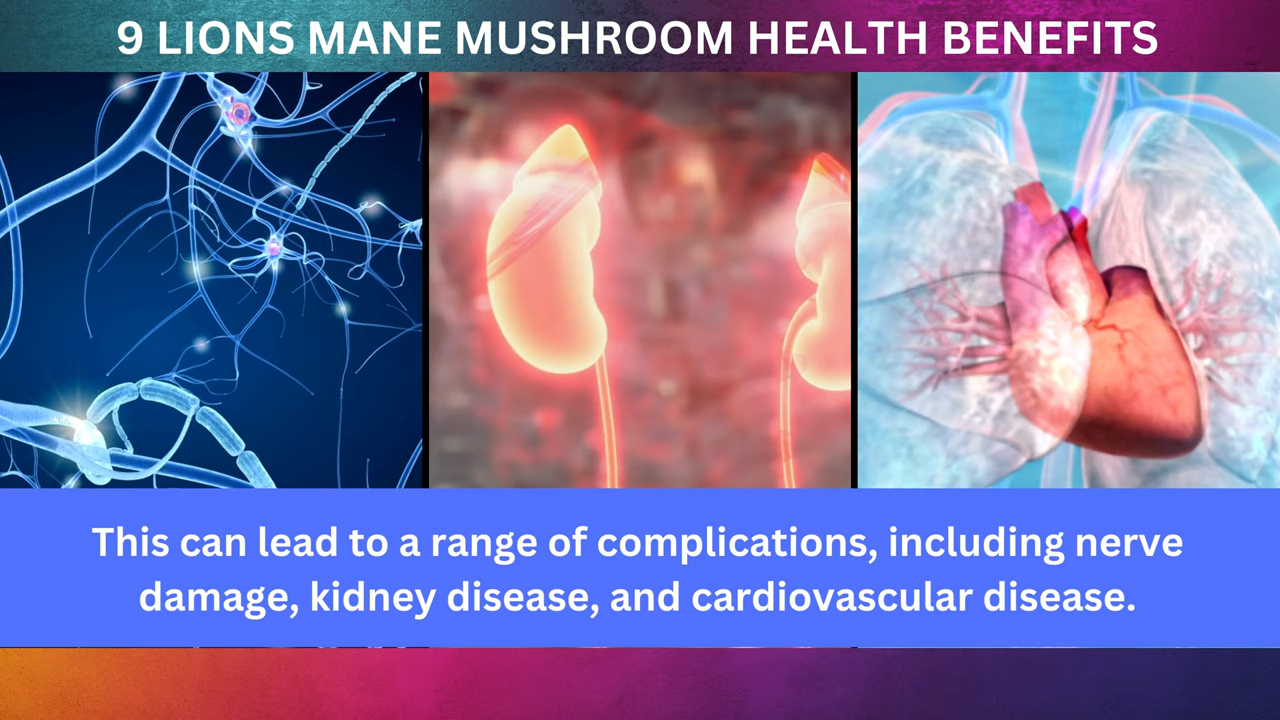 9 LIONS MANE MUSHROOM HEALTH BENEFITS
This can lead to a range of complications, including nerve
damage, kidney disease, and cardiovascular disease.